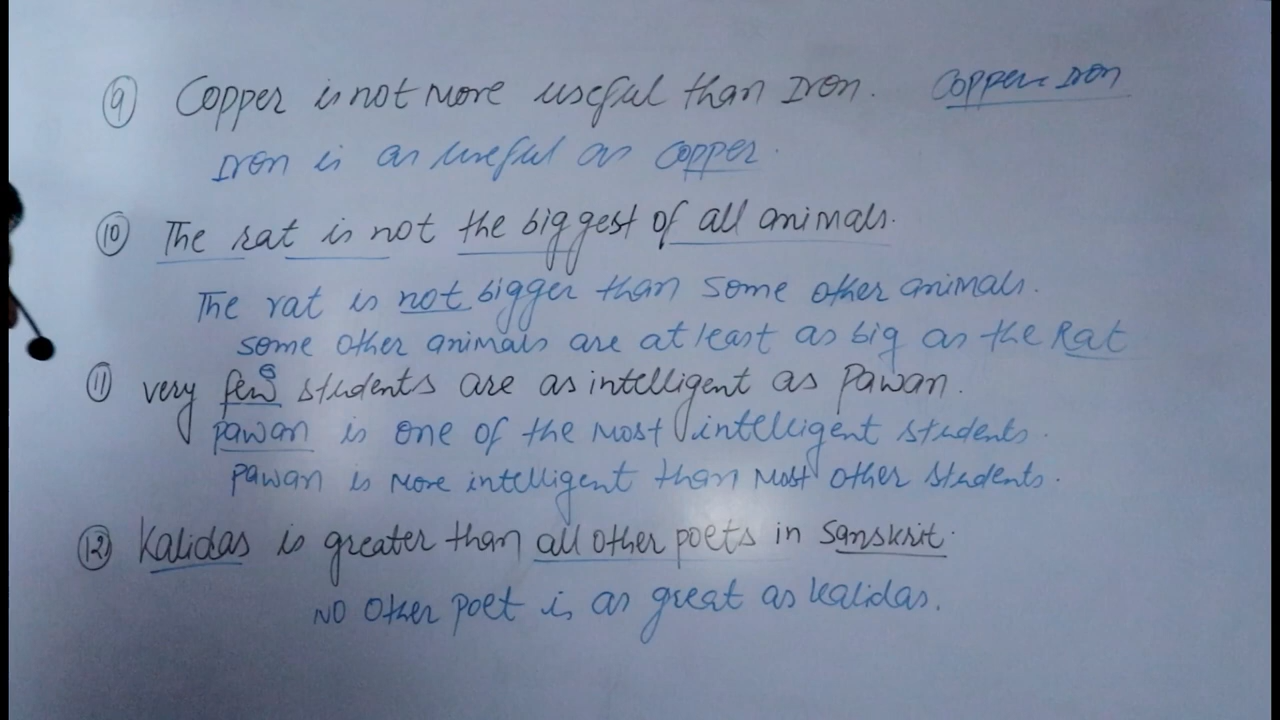 9 Copper is not more useful than Iron. Copper = Iron
Iron is as useful as copper.
10 The rat is not the biggest of all animals.
The rat is not bigger than some other animals.
some other animals are at least as big as the Rat
11 very few students are as intelligent as Pawan.
pawan is one of the most intelligent students.
pawan is more intelligent than most other students.
12 Kalidas is greater than all other poets in Sanskrit.
No other poet is as great as kalidas.